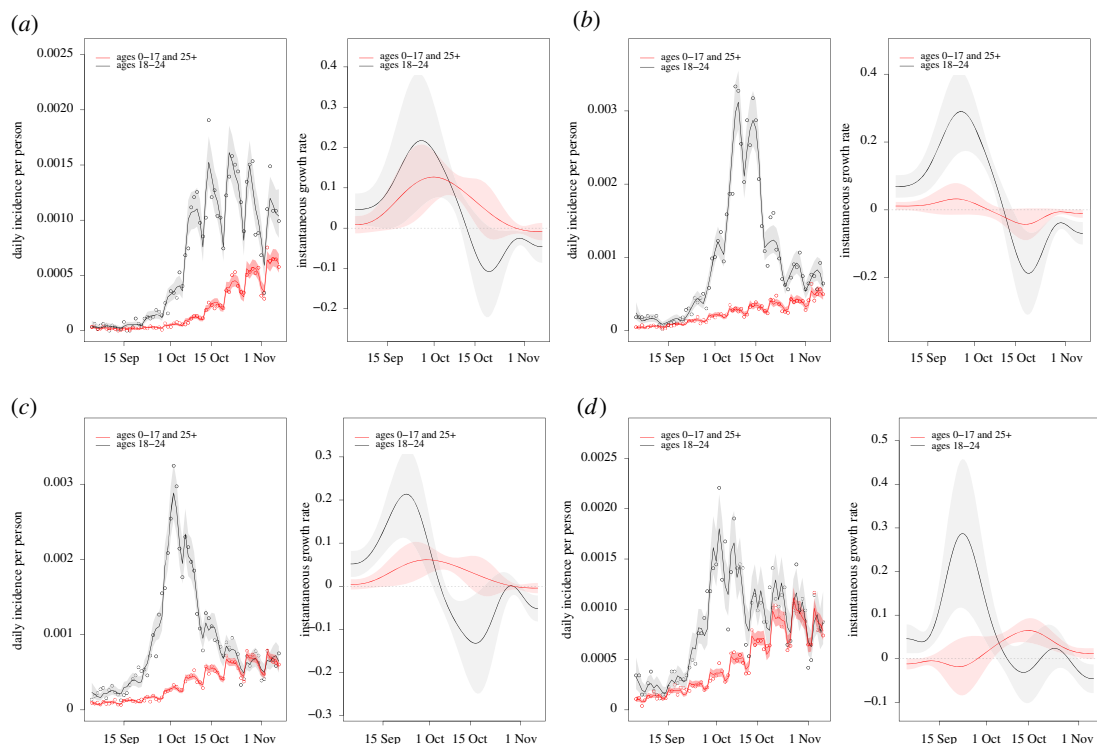 (a)
0.0025
0.0020
0.0015
0.0010
0.0005
0
daily incidence per person
ages 0–17 and 25+
ages 18–24
15 Sep 1 Oct 15 Oct 1 Nov
0.4
0.3
0.2
0.1
0
−0.1
−0.2
instantaneous growth rate
ages 0–17 and 25+
ages 18–24
15 Sep 1 Oct 15 Oct 1 Nov
(b)
0.003
0.002
0.001
0
daily incidence per person
ages 0–17 and 25+
ages 18–24
15 Sep 1 Oct 15 Oct 1 Nov
0.4
0.2
0
−0.2
instantaneous growth rate
ages 0–17 and 25+
ages 18–24
15 Sep 1 Oct 15 Oct 1 Nov
(c)
0.003
0.002
0.001
0
daily incidence per person
ages 0–17 and 25+
ages 18–24
15 Sep 1 Oct 15 Oct 1 Nov
0.3
0.2
0.1
0
−0.1
−0.2
−0.3
instantaneous growth rate
ages 0–17 and 25+
ages 18–24
15 Sep 1 Oct 15 Oct 1 Nov
(d)
0.0025
0.0020
0.0015
0.0010
0.0005
0
daily incidence per person
ages 0–17 and 25+
ages 18–24
15 Sep 1 Oct 15 Oct 1 Nov
0.5
0.4
0.3
0.2
0.1
0
−0.1
instantaneous growth rate
ages 0–17 and 25+
ages 18–24
15 Sep 1 Oct 15 Oct 1 Nov